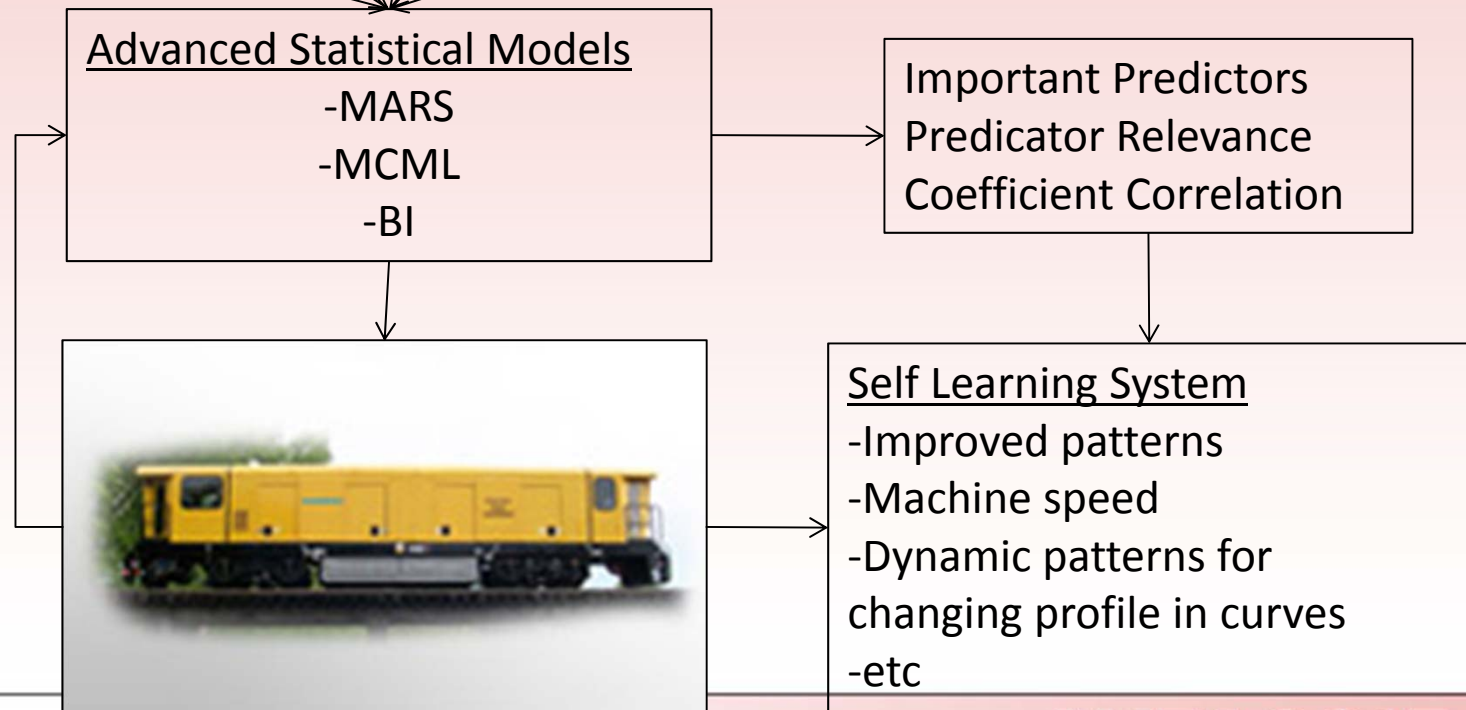 Advanced Statistical Models
-MARS
-MCML
-BI
Important Predictors
Predicator Relevance
Coefficient Correlation
Self Learning System
-Improved patterns
-Machine speed
-Dynamic patterns for
changing profile in curves
-etc